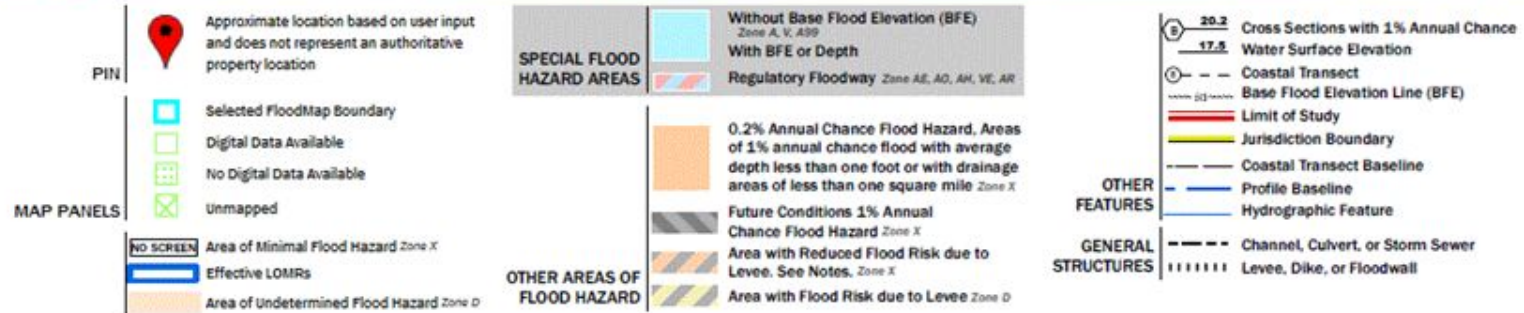 PIN
Approximate location based on user input
and does not represent an authoritative
property location
MAP PANELS
Selected FloodMap Boundary
Digital Data Available
No Digital Data Available
Unmapped
NO SCREEN Area of Minimal Flood Hazard Zone X
Effective LOMRs
Area of Undetermined Flood Hazard Zone D
SPECIAL FLOOD
HAZARD AREAS
Without Base Flood Elevation (BFE)
Zone A, V, A99
With BFE or Depth
Regulatory Floodway Zone AE, AO, AH, VE, AR
OTHER AREAS OF
FLOOD HAZARD
0.2% Annual Chance Flood Hazard, Areas
of 1% annual chance flood with average
depth less than one foot or with drainage
areas of less than one square mile Zone X
Future Conditions 1% Annual
Chance Flood Hazard Zone X
Area with Reduced Flood Risk due to
Levee. See Notes. Zone X
Area with Flood Risk due to Levee Zone D
OTHER
FEATURES
20.2 Cross Sections with 1% Annual Chance
17.5 Water Surface Elevation
Coastal Transect
Base Flood Elevation Line (BFE)
Limit of Study
Jurisdiction Boundary
Coastal Transect Baseline
Profile Baseline
Hydrographic Feature
GENERAL
STRUCTURES
Channel, Culvert, or Storm Sewer
Levee, Dike, or Floodwall